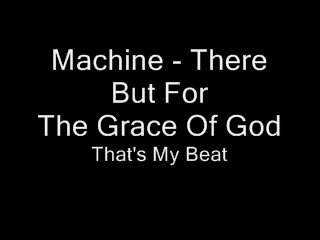 Machine - There
But For
The Grace Of God
That's My Beat